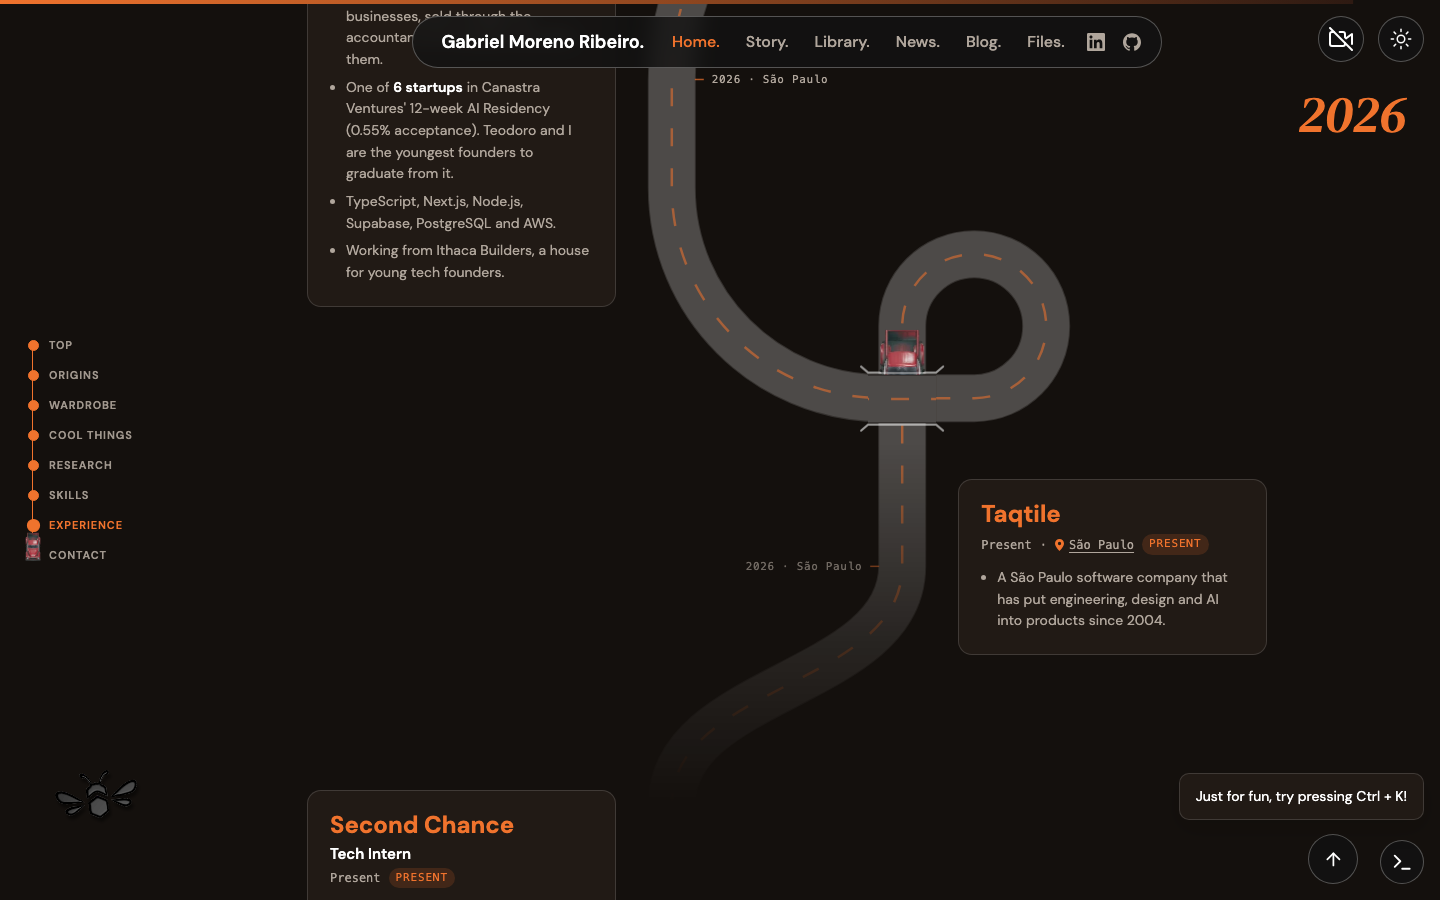 businesses, sold through the
accountan
them.
One of 6 startups in Canastra
Ventures' 12-week AI Residency
(0.55% acceptance). Teodoro and I
are the youngest founders to
graduate from it.
TypeScript, Next.js, Node.js,
Supabase, PostgreSQL and AWS.
Working from Ithaca Builders, a house
for young tech founders.
Gabriel Moreno Ribeiro. Home. Story. Library. News. Blog. Files.
2026 · São Paulo
2026
TOP
ORIGINS
WARDROBE
COOL THINGS
RESEARCH
SKILLS
EXPERIENCE
CONTACT
Taqtile
Present · São Paulo PRESENT
A São Paulo software company that
has put engineering, design and AI
into products since 2004.
2026 · São Paulo
Second Chance
Tech Intern
Present PRESENT
Just for fun, try pressing Ctrl + K!